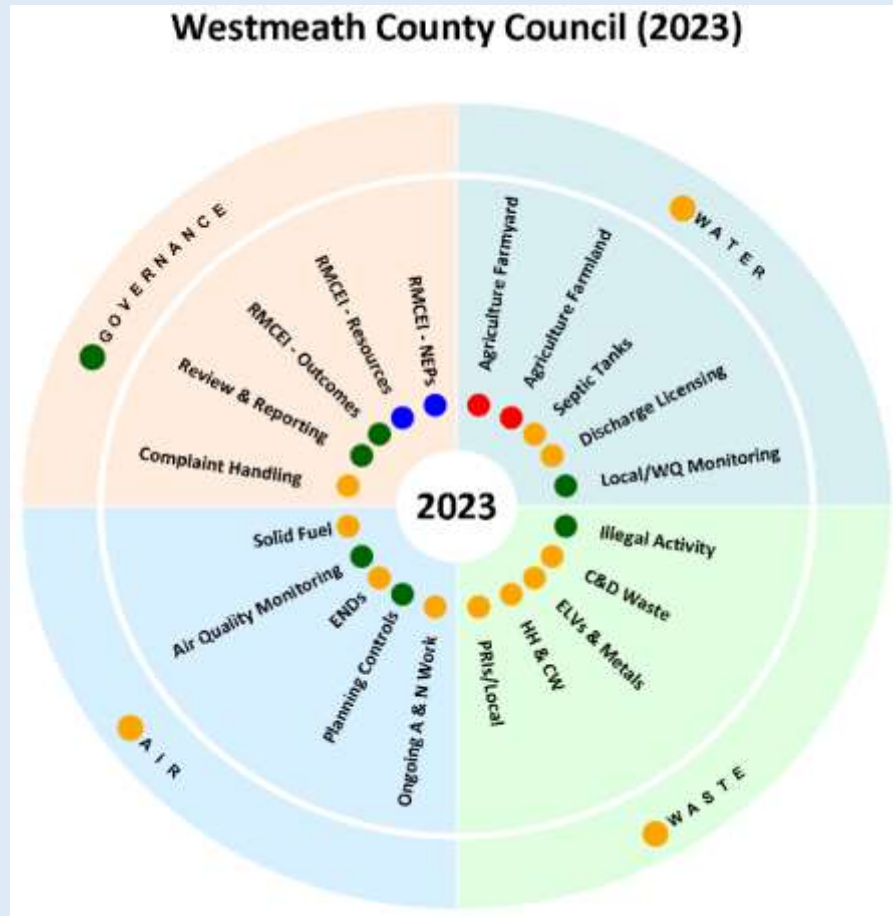 Westmeath County Council (2023)
GOVERNANCE
WATER
RMCEI - NEPs
RMCEI - Resources
RMCEI - Outcomes
Review & Reporting
Complaint Handling
Agriculture Farmyard
Agriculture Farmland
Septic Tanks
Discharge Licensing
Local/WQ Monitoring
2023
Solid Fuel
Air Quality Monitoring
ENDs
Planning Controls
Ongoing A & N Work
Illegal Activity
C&D Waste
ELVs & Metals
HH & CW
PRIs/Local
AIR
WASTE